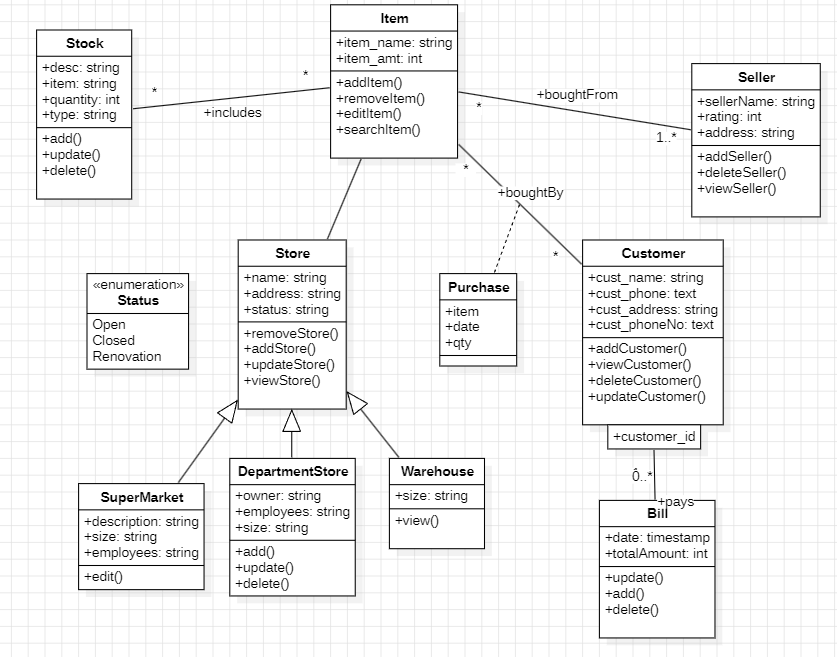 Item
+item_name: string
+item_amt: int
+addItem()
+removeItem()
+editItem()
+searchItem()
Stock
+desc: string
+item: string
+quantity: int
+type: string
+add()
+update()
+delete()
*
*
+includes
+boughtFrom
*
1..*
Seller
+sellerName: string
+rating: int
+address: string
+addSeller()
+deleteSeller()
+viewSeller()
*
+boughtBy
*
Store
+name: string
+address: string
+status: string
+removeStore()
+addStore()
+updateStore()
+viewStore()
«enumeration»
Status
Open
Closed
Renovation
Purchase
+item
+date
+qty
Customer
+cust_name: string
+cust_phone: text
+cust_address: string
+cust_phoneNo: text
+addCustomer()
+viewCustomer()
+deleteCustomer()
+updateCustomer()
+customer_id
0..*
+pays
SuperMarket
+description: string
+size: string
+employees: string
+edit()
DepartmentStore
+owner: string
+employees: string
+size: string
+add()
+update()
+delete()
Warehouse
+size: string
+view()
Bill
+date: timestamp
+totalAmount: int
+update()
+add()
+delete()